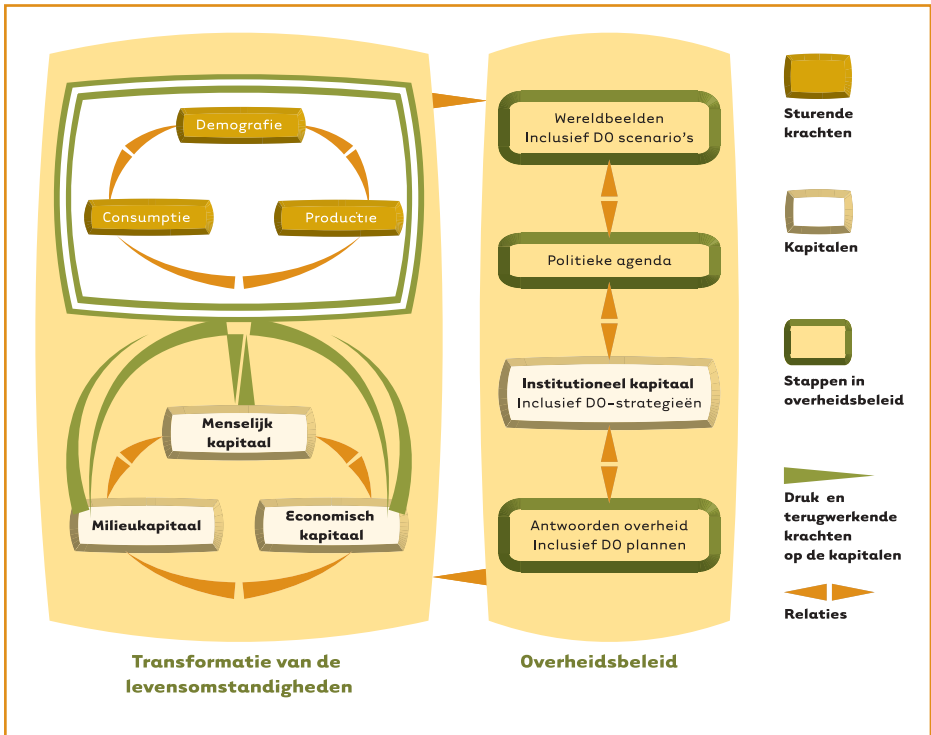 Demografie
Consumptie
Productie
Menselijk
kapitaal
Milieukapitaal
Economisch
kapitaal
Transformatie van de
levensomstandigheden
Wereldbeelden
Inclusief DO scenario's
Politieke agenda
Institutioneel kapitaal
Inclusief DO-strategieën
Antwoorden overheid
Inclusief DO plannen
Overheidsbeleid
Sturende
krachten
Kapitalen
Stappen in
overheidsbeleid
Druk en
terugwerkende
krachten
op de kapitalen
Relaties